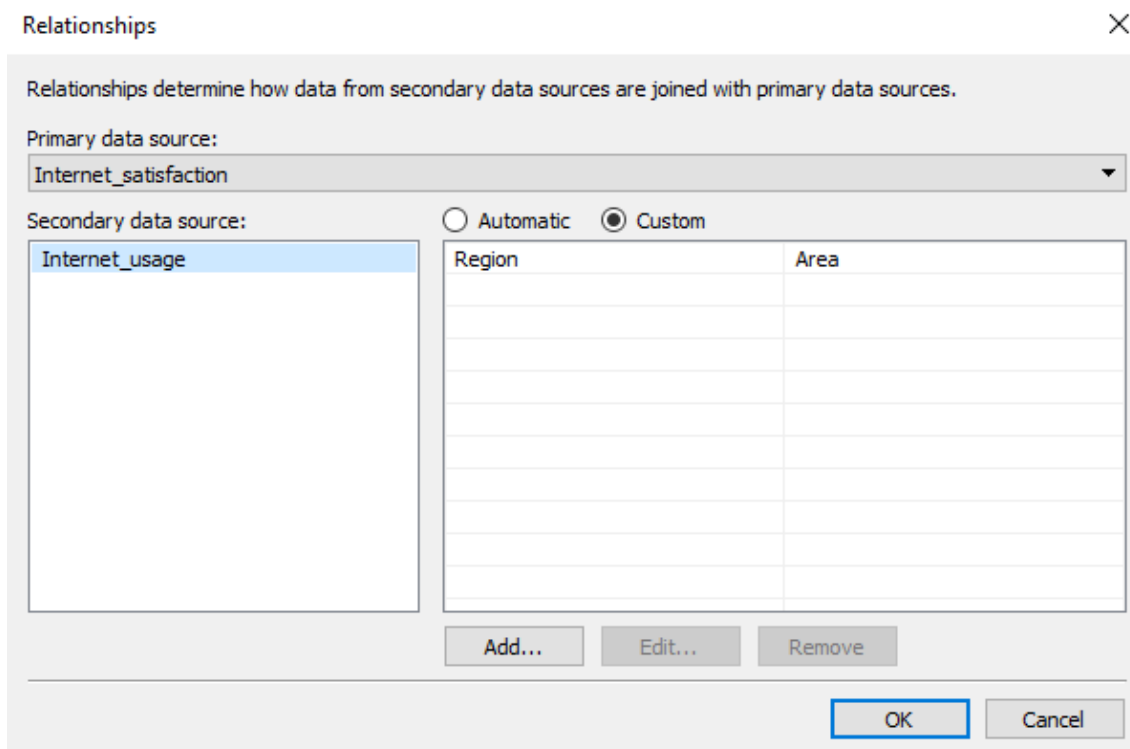 Relationships
Relationships determine how data from secondary data sources are joined with primary data sources.
Primary data source:
Internet_satisfaction
Secondary data source:
Automatic Custom
Internet_usage
Region Area
Add... Edit... Remove
OK Cancel